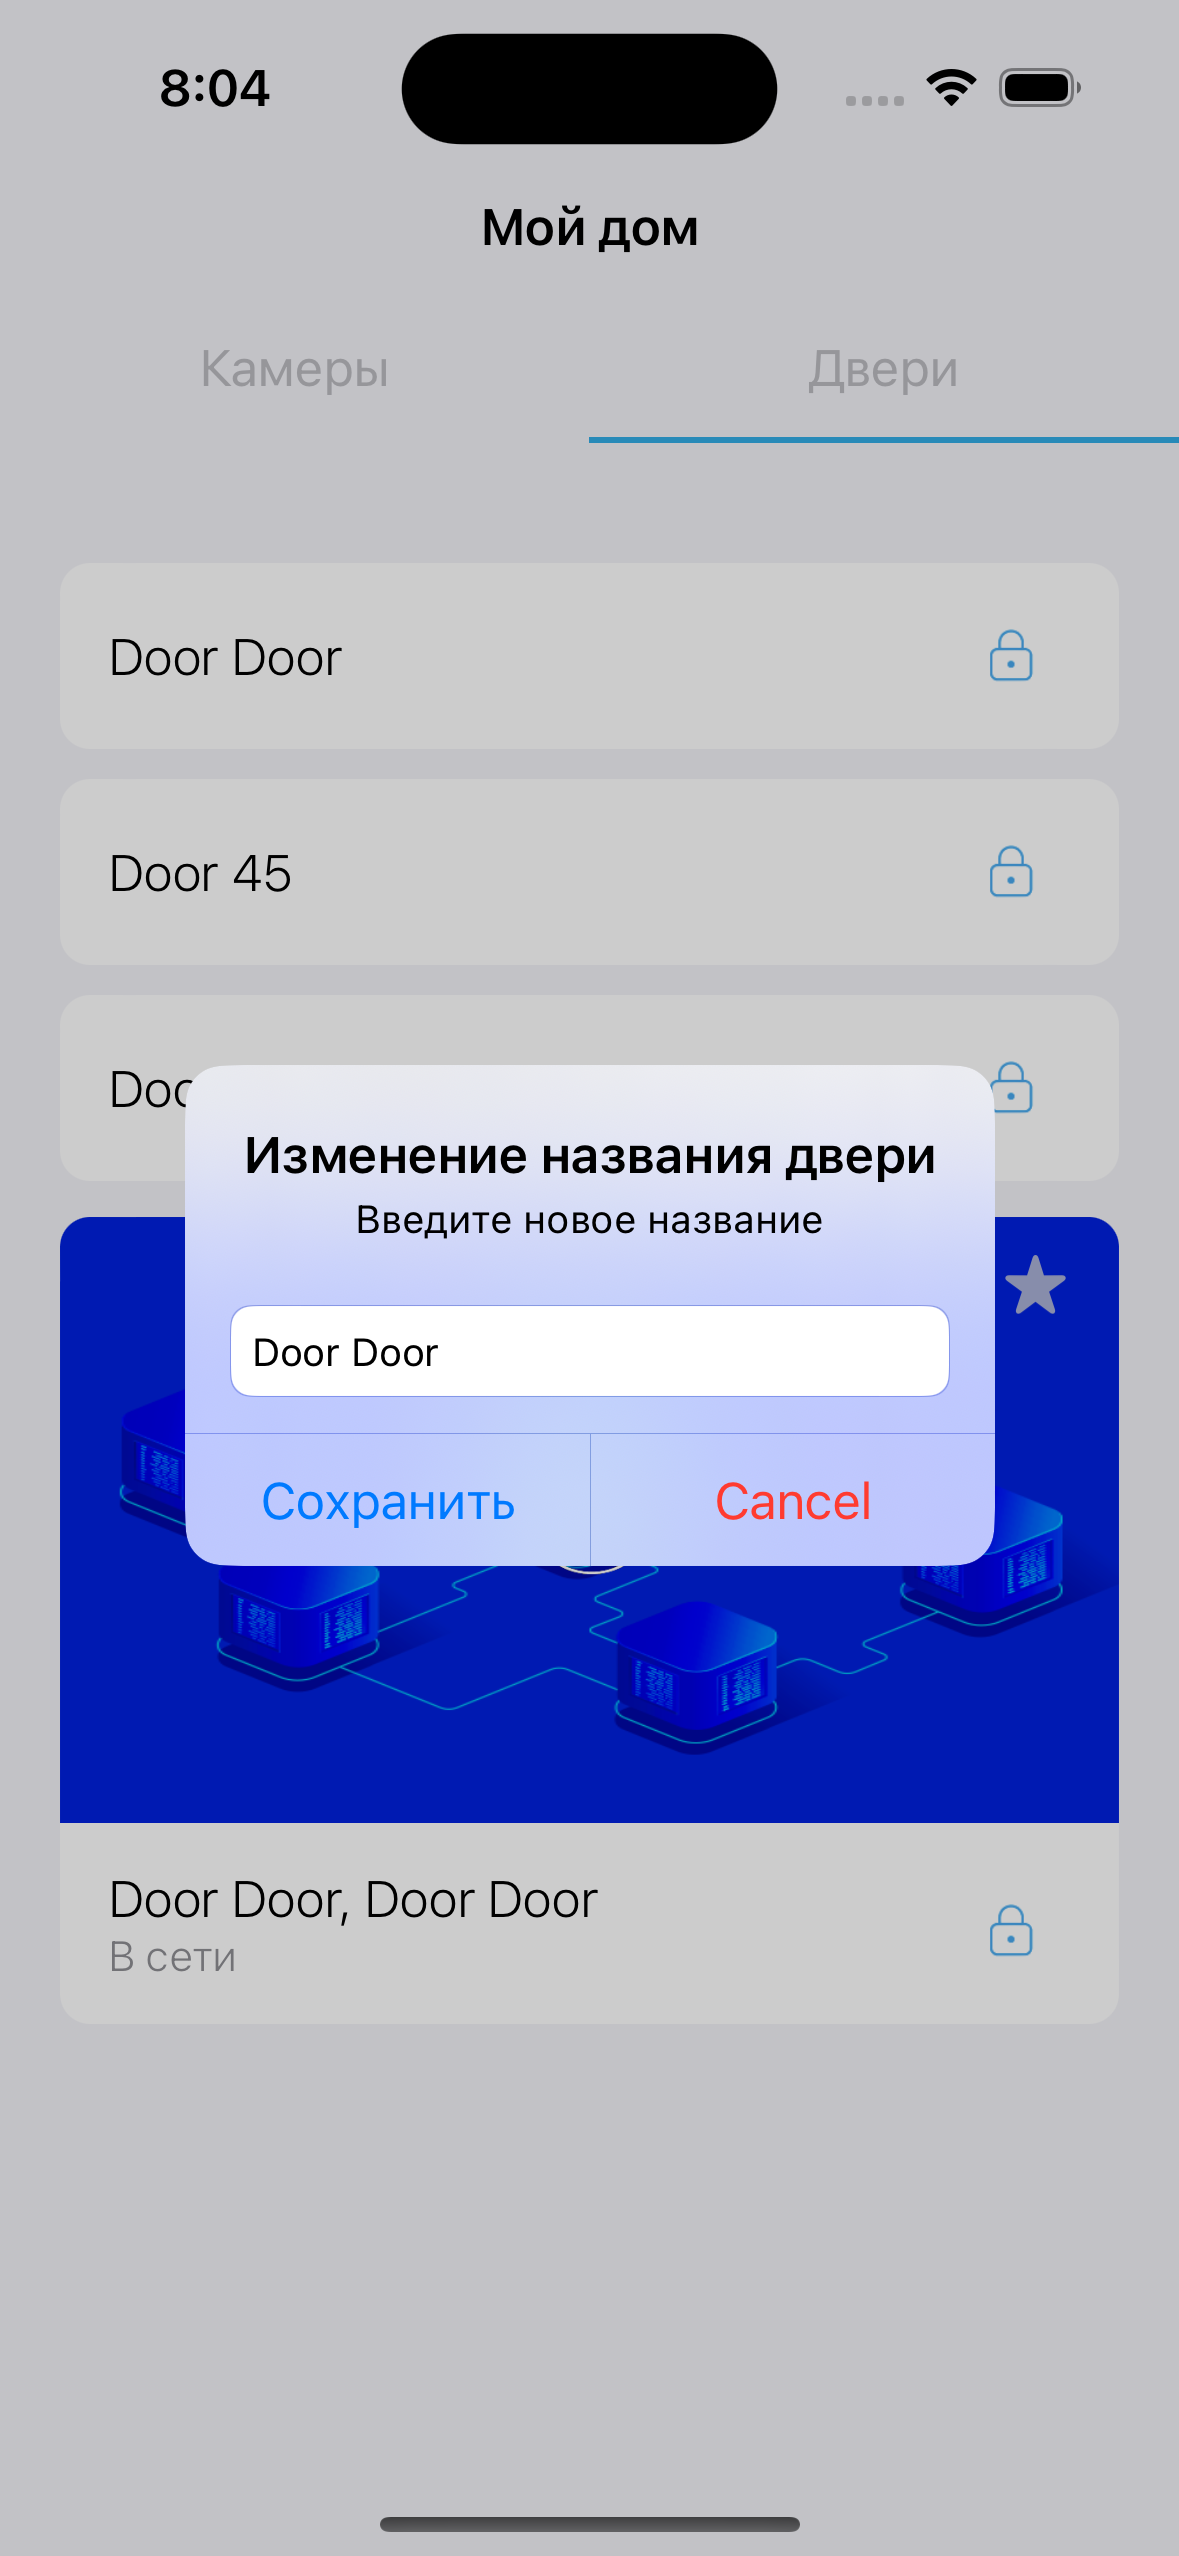 8:04
Мой дом
Камеры
Двери
Door Door
Door 45
Изменение названия двери
Введите новое название
Door Door
Сохранить
Cancel
Door Door, Door Door
В сети